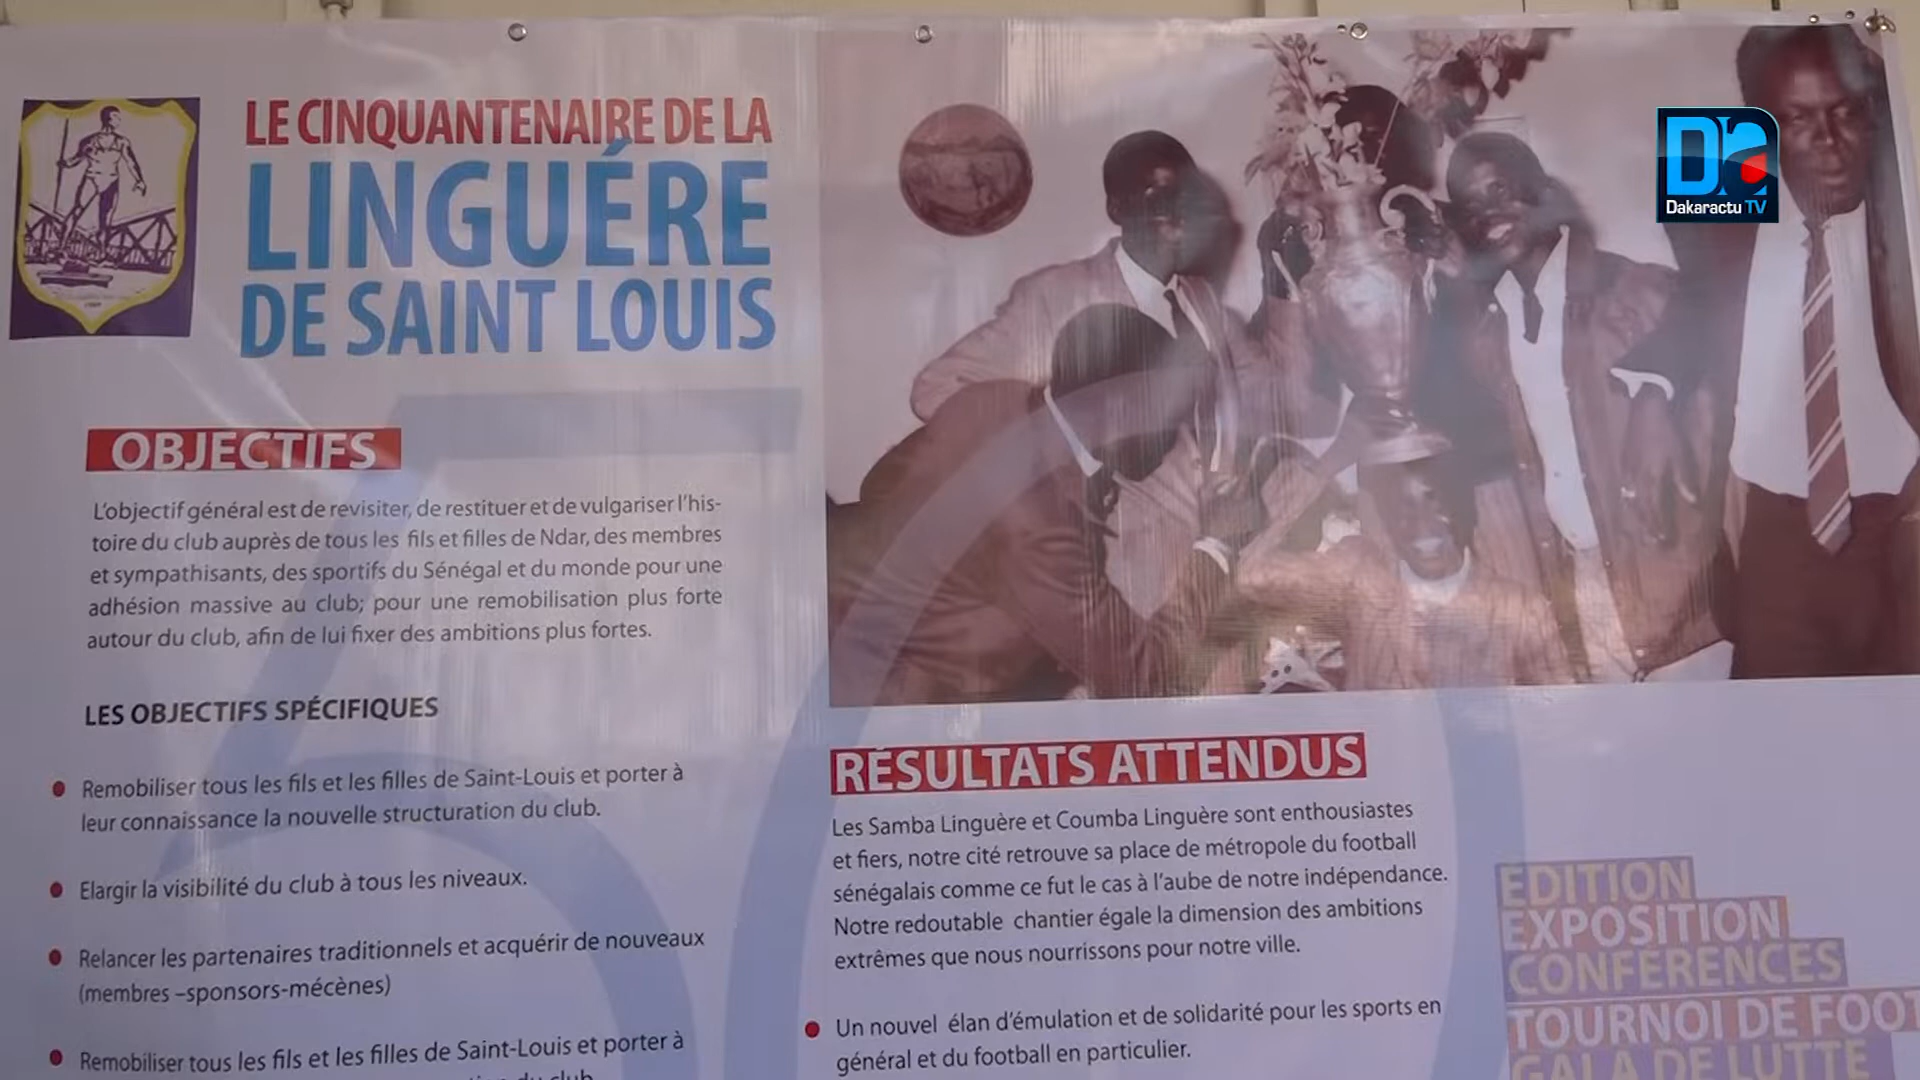 LE CINQUANTENAIRE DE LA
LINGUÉRE
DE SAINT LOUIS
Dakaractu TV
OBJECTIFS
L'objectif général est de revisiter, de restituer et de vulgariser l'his-
toire du club auprès de tous les fils et filles de Ndar, des membres
et sympathisants, des sportifs du Sénégal et du monde pour une
adhésion massive au club; pour une remobilisation plus forte
autour du club, afin de lui fixer des ambitions plus fortes.
LES OBJECTIFS SPÉCIFIQUES
Remobiliser tous les fils et les filles de Saint-Louis et porter à
leur connaissance la nouvelle structuration du club.
Elargir la visibilité du club à tous les niveaux.
Relancer les partenaires traditionnels et acquérir de nouveaux
(membres –sponsors-mécènes)
Remobiliser tous les fils et les filles de Saint-Louis et porter à
du club.
RÉSULTATS ATTENDUS
Les Samba Linguère et Coumba Linguère sont enthousiastes
et fiers, notre cité retrouve sa place de métropole du football
sénégalais comme ce fut le cas à l'aube de notre indépendance.
Notre redoutable chantier égale la dimension des ambitions
extrêmes que nous nourrissons pour notre ville.
Un nouvel élan d'émulation et de solidarité pour les sports en
général et du football en particulier.
EDITION
EXPOSITION
CONFERENCES
TOURNOI DE FOOT
GALA DE LUTTE